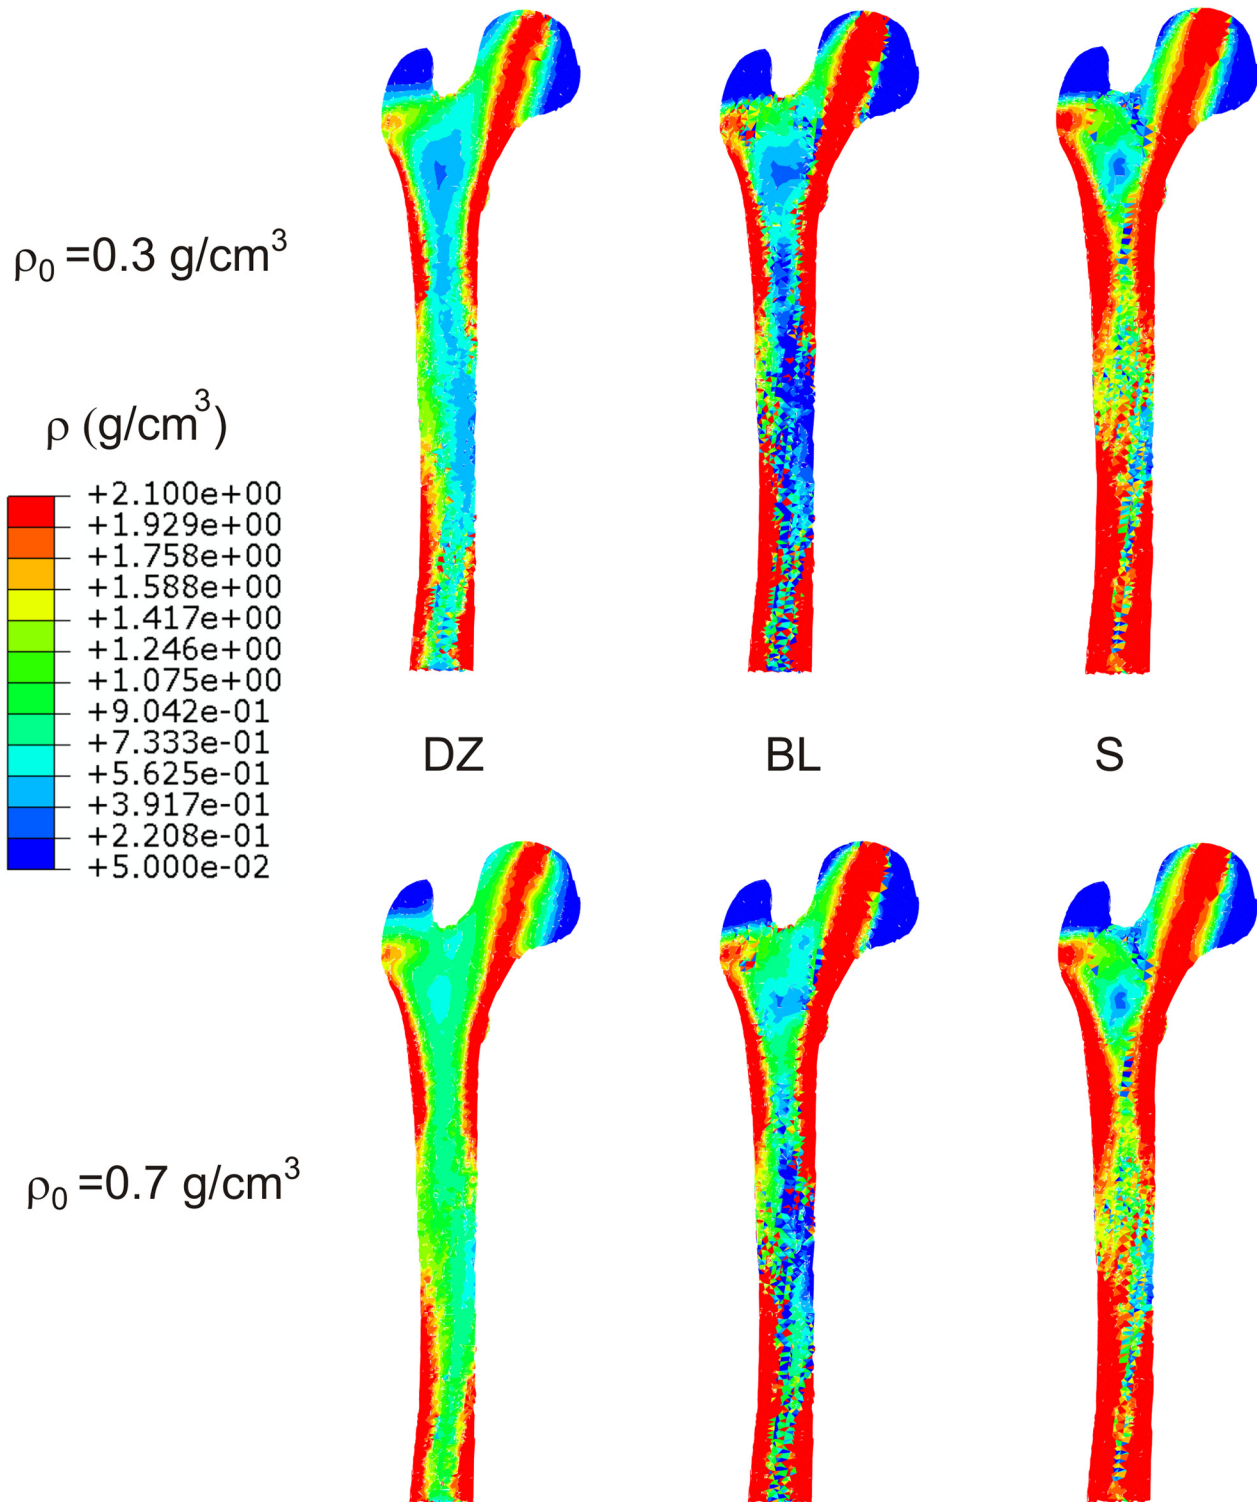 ρ₀ =0.3 g/cm³
ρ (g/cm³)
+2.100e+00
+1.929e+00
+1.758e+00
+1.588e+00
+1.417e+00
+1.246e+00
+1.075e+00
+9.042e-01
+7.333e-01
+5.625e-01
+3.917e-01
+2.208e-01
+5.000e-02
DZ BL S
ρ₀ =0.7 g/cm³